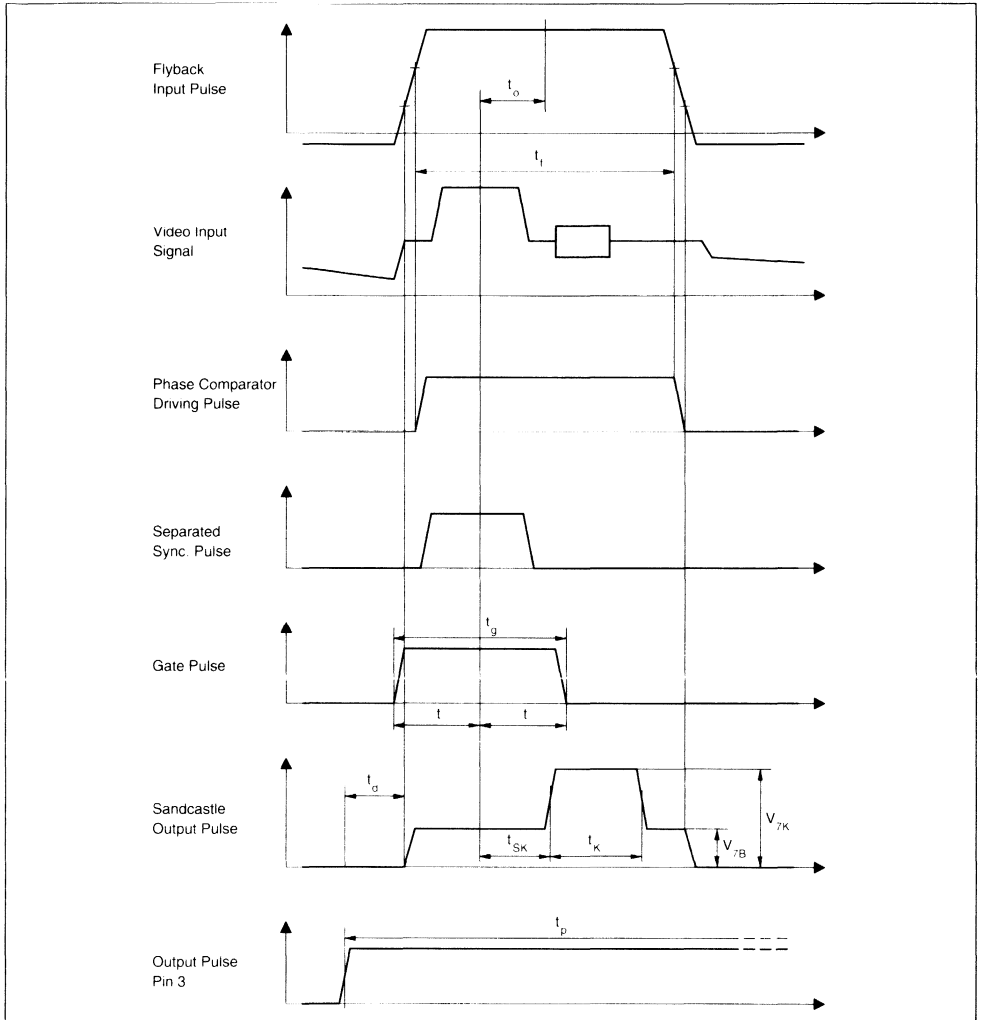 Flyback
Input Pulse
t_o
t_f
Video Input
Signal
Phase Comparator
Driving Pulse
Separated
Sync. Pulse
t_g
Gate Pulse
t t
t_d
Sandcastle
Output Pulse
t_SK t_K V_7B V_7K
t_p
Output Pulse
Pin 3